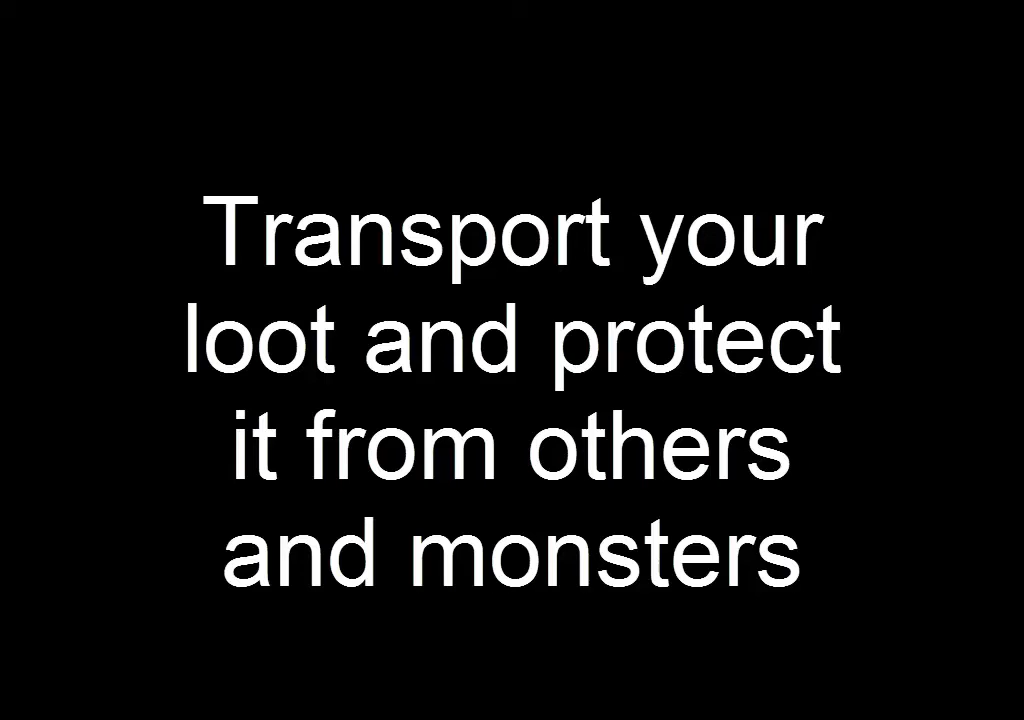 Transport your
loot and protect
it from others
and monsters